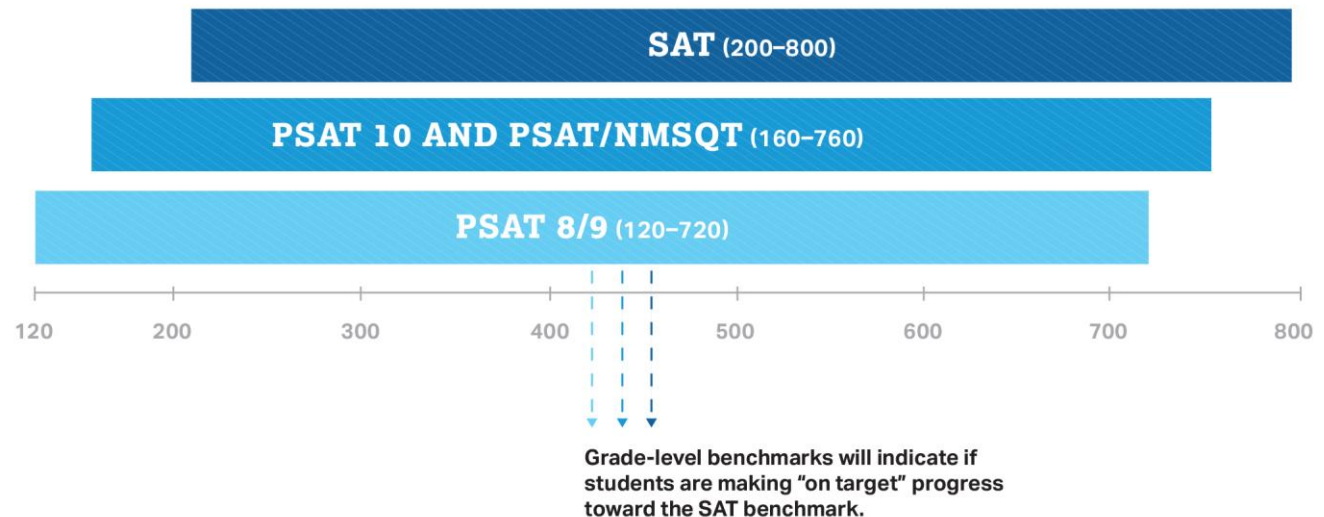 SAT (200–800)
PSAT 10 AND PSAT/NMSQT (160–760)
PSAT 8/9 (120–720)
120 200 300 400 500 600 700 800
Grade-level benchmarks will indicate if
students are making “on target” progress
toward the SAT benchmark.